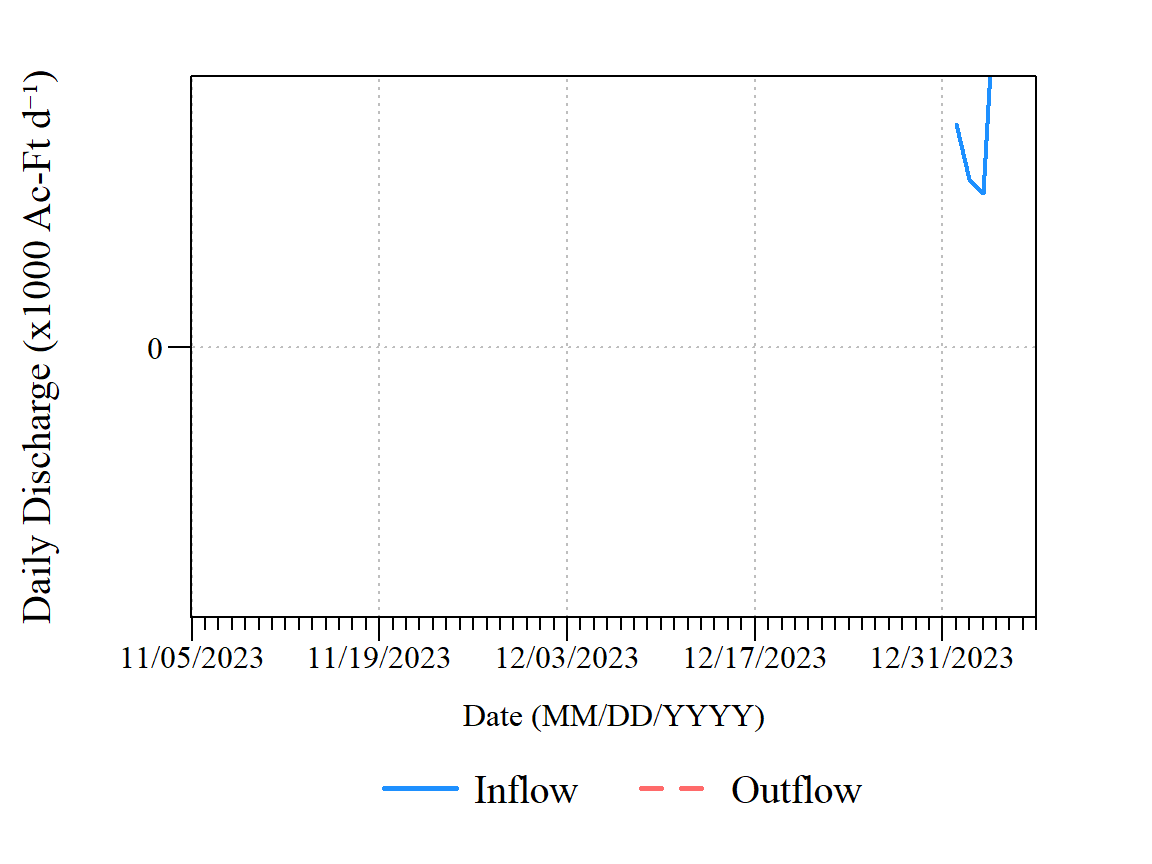 Daily Discharge (x1000 Ac-Ft d⁻¹)
0
11/05/2023 11/19/2023 12/03/2023 12/17/2023 12/31/2023
Date (MM/DD/YYYY)
Inflow Outflow